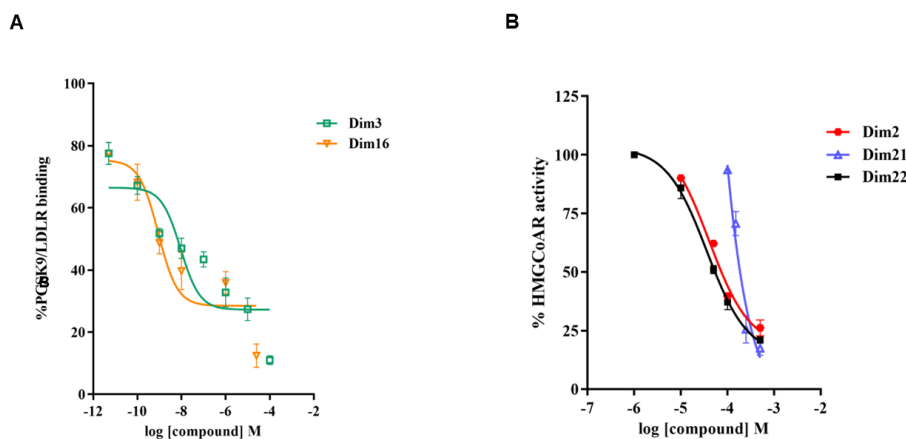 A
B
%PCSK9/LDLR binding
B
100
80
60
40
20
0
-12
-10
-8
-6
-4
-2
log [compound] M
Dim3
Dim16
% HMGCoAR activity
125
100
75
50
25
0
-7
-6
-5
-4
-3
-2
log [compound] M
Dim2
Dim21
Dim22